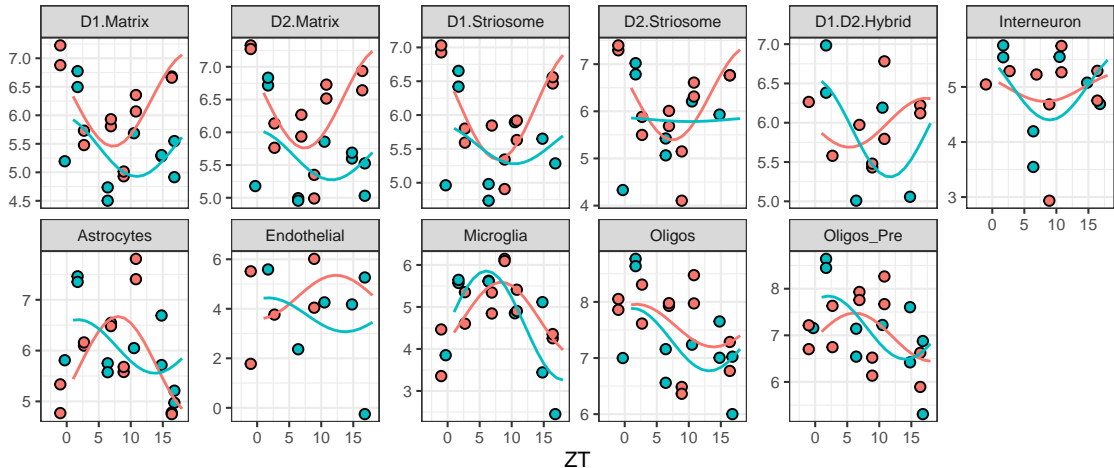 D1.Matrix D2.Matrix D1.Striosome D2.Striosome D1.D2.Hybrid Interneuron
7.0 6.5 6.0 5.5 5.0 4.5
7.0 6.5 6.0 5.5 5.0
7.0 6.5 6.0 5.5 5.0
7 6 5 4
7.0 6.5 6.0 5.5 5.0
5 4 3
0 5 10 15
Astrocytes Endothelial Microglia Oligos Oligos_Pre
7 6 5
6 4 2 0
6 5 4 3
9 8 7 6
8 7 6
0 5 10 15 0 5 10 15 0 5 10 15 0 5 10 15 0 5 10 15
ZT